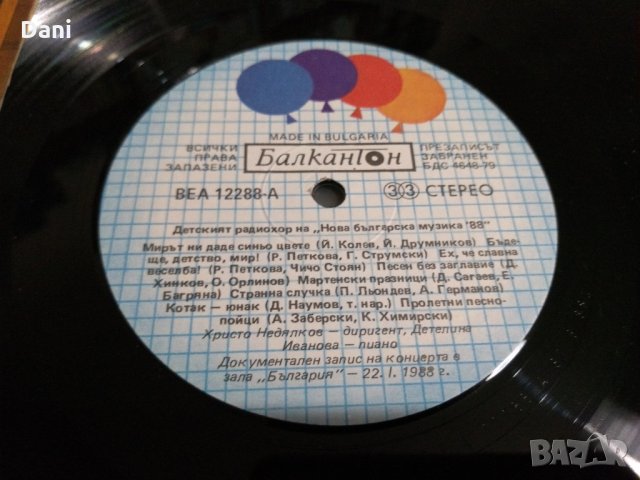 Dani
MADE IN BULGARIA
ВСИЧКИ ПРАВА ЗАПАЗЕНИ
Балкантон
ПРЕЗАПИСЪТ ЗАБРАНЕН БДС 4648-79
ВЕА 12288-А
33 СТЕРЕО
Детският радиохор на „Нова българска музика '88"
Мирът ни даде синьо цвете (Й. Колев, Й. Друмников) Бъде-
ще, детство, мир! (Р. Петкова, Г. Струмски) Ех, че славна
веселба! (Р. Петкова, Чичо Стоян) Песен без заглавие (Д.
Хинков, О. Орлинов) Мартенски празници (Д. Сагаев, Е.
Багряна) Странна случка (П. Льондев, А. Германов)
Котак — юнак (Д. Наумов, т. нар.) Пролетни песно-
пойци (А. Заберски, К. Химирски)
Христо Недялков — диригент, Детелина
Иванова — пиано
Документален запис на концерта в
зала „България" — 22. I. 1988 г.
BAZAR